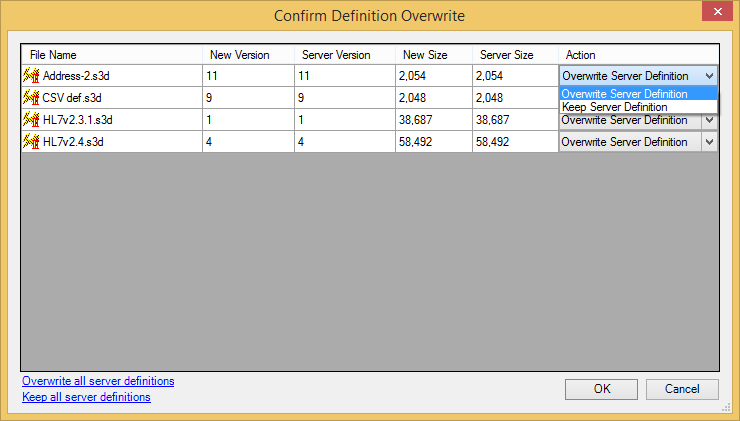 Confirm Definition Overwrite
File Name New Version Server Version New Size Server Size Action
Address-2.s3d 11 11 2,054 2,054 Overwrite Server Definition
CSV def.s3d 9 9 2,048 2,048 Overwrite Server Definition
Keep Server Definition
HL7v2.3.1.s3d 1 1 38,687 38,687 Overwrite Server Definition
HL7v2.4.s3d 4 4 58,492 58,492 Overwrite Server Definition
Overwrite all server definitions
Keep all server definitions
OK Cancel